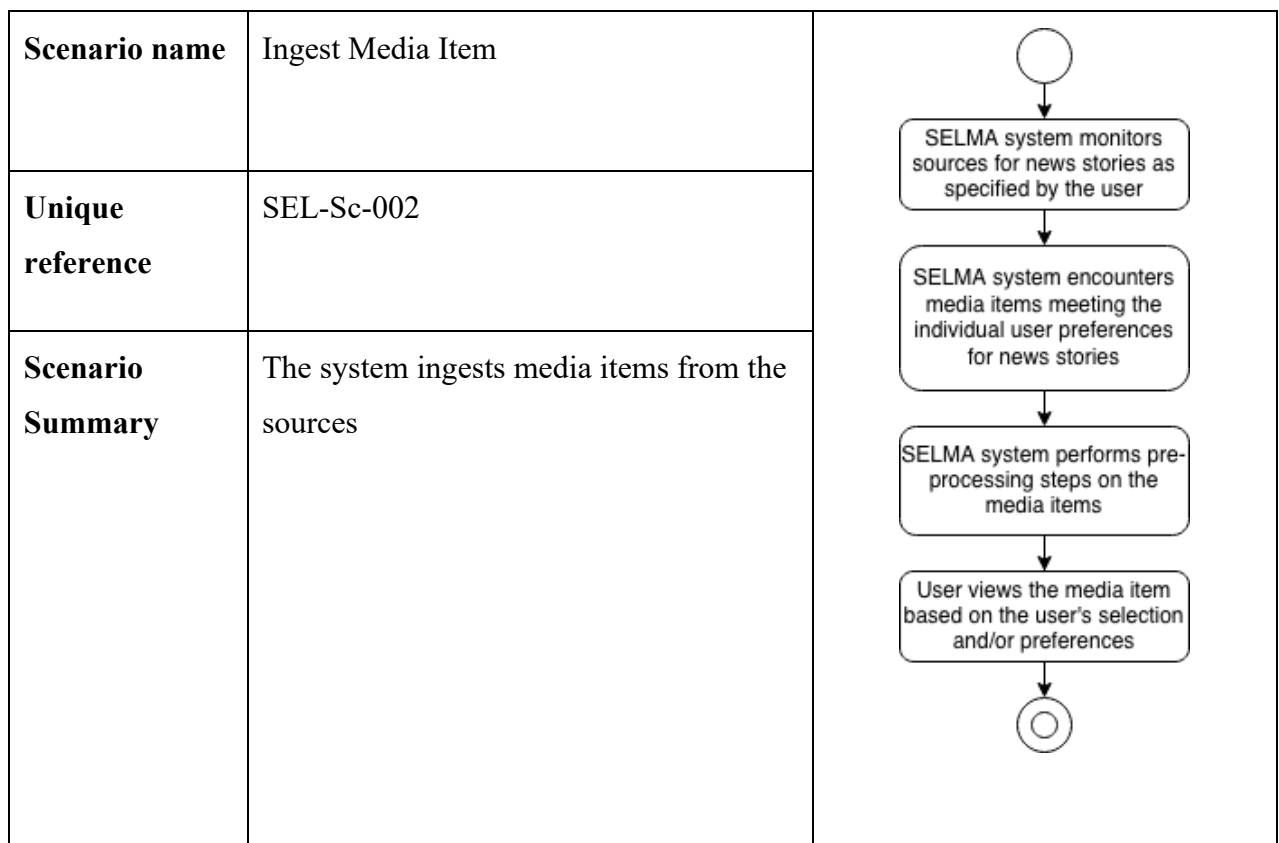 Scenario name
Ingest Media Item
Unique
reference
SEL-Sc-002
Scenario
Summary
The system ingests media items from the
sources
SELMA system monitors
sources for news stories as
specified by the user
SELMA system encounters
media items meeting the
individual user preferences
for news stories
SELMA system performs pre-
processing steps on the
media items
User views the media item
based on the user's selection
and/or preferences